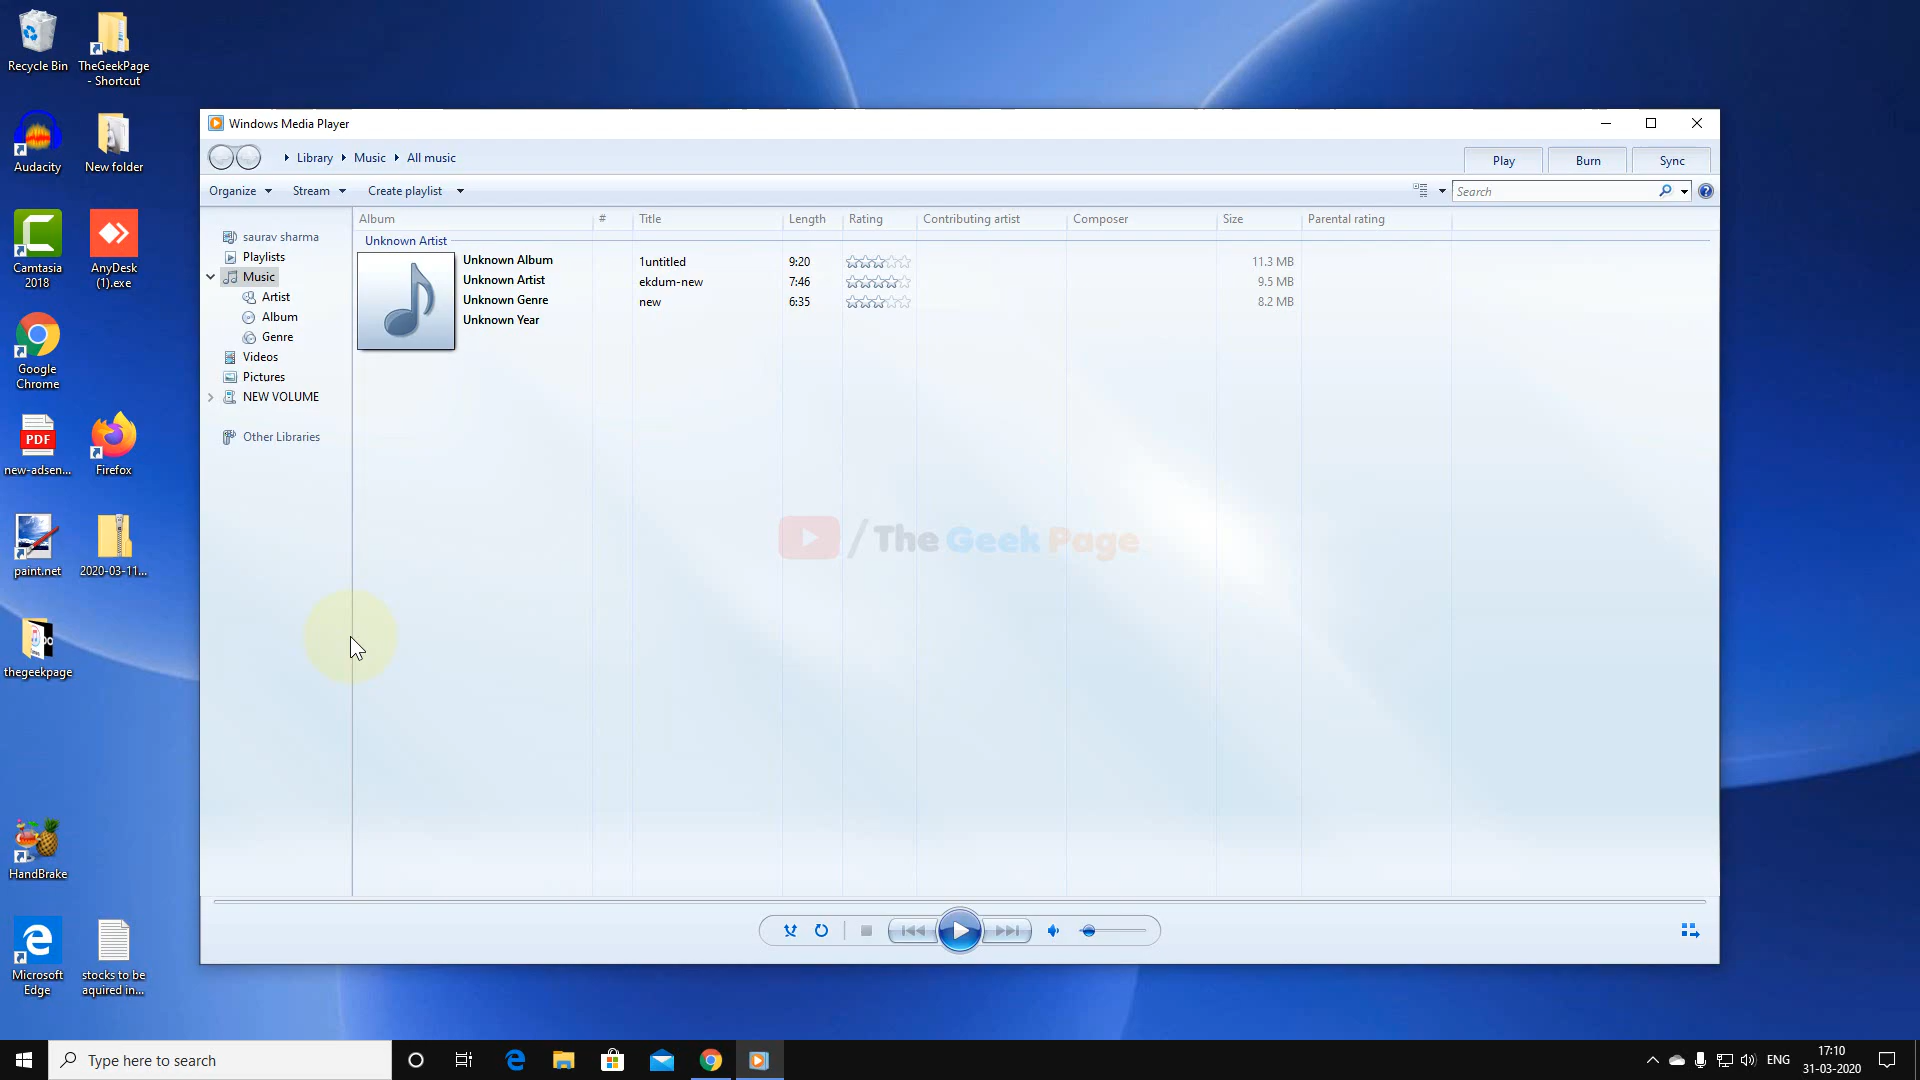 Recycle Bin
TheGeekPage
- Shortcut
Audacity
New folder
Camtasia
2018
AnyDesk
(1).exe
Google
Chrome
PDF
new-adsen...
Firefox
paint.net
2020-03-11...
thegeekpage
HandBrake
Microsoft
Edge
stocks to be
aquired in...
Windows Media Player
Library
Music
All music
Play
Burn
Sync
Organize
Stream
Create playlist
Search
saurav sharma
Playlists
Music
Artist
Album
Genre
Videos
Pictures
NEW VOLUME
Other Libraries
Album # Title Length Rating Contributing artist Composer Size Parental rating
Unknown Artist
Unknown Album
Unknown Artist
Unknown Genre
Unknown Year
1untitled 9:20 11.3 MB
ekdum-new 7:46 9.5 MB
new 6:35 8.2 MB
/ The Geek Page
Type here to search
ENG
17:10
31-03-2020